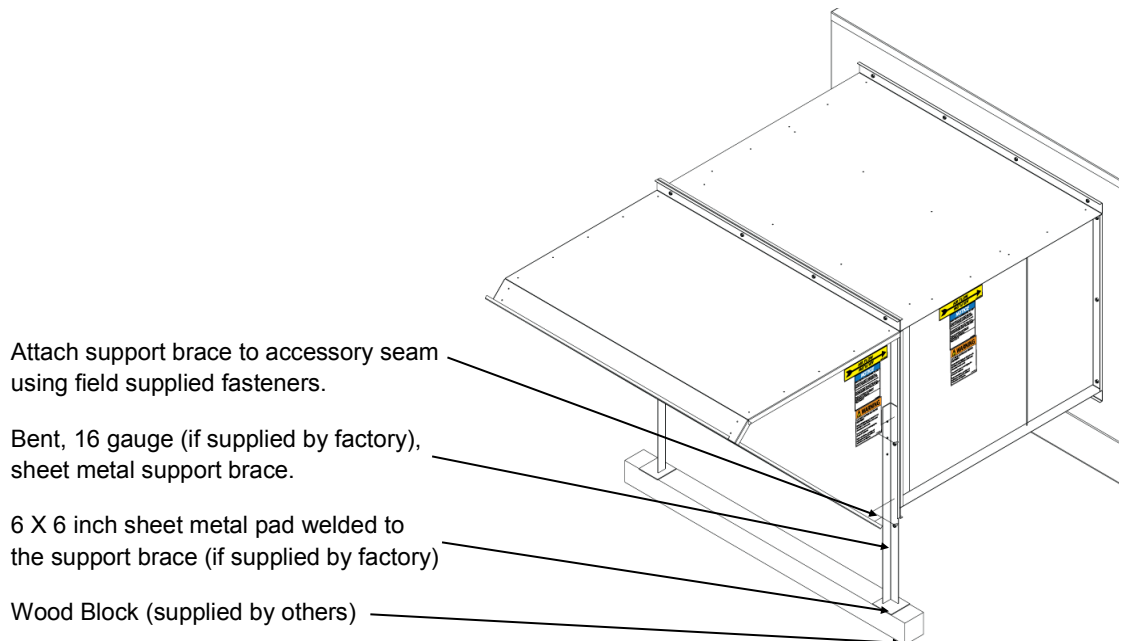 Attach support brace to accessory seam
using field supplied fasteners.
Bent, 16 gauge (if supplied by factory),
sheet metal support brace.
6 X 6 inch sheet metal pad welded to
the support brace (if supplied by factory)
Wood Block (supplied by others)
WARNING
WARNING